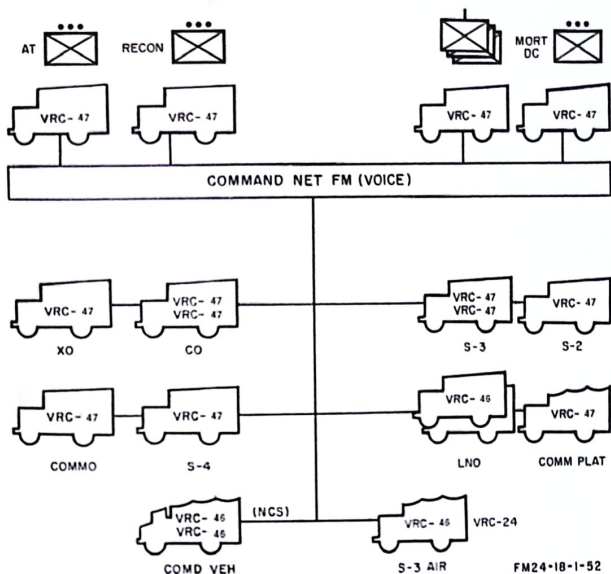 AT
RECON
MORT
DC
VRC- 47
VRC- 47
VRC- 47
VRC- 47
COMMAND NET FM (VOICE)
VRC- 47
VRC- 47
VRC- 47
VRC- 47
VRC- 47
VRC- 47
XO
CO
S-3
S-2
VRC- 47
VRC- 47
VRC- 46
VRC- 47
COMMO
S-4
LNO
COMM PLAT
VRC- 46
VRC- 46
(NCS)
VRC- 46
VRC-24
COMD VEH
S-3 AIR
FM24-18-1-52